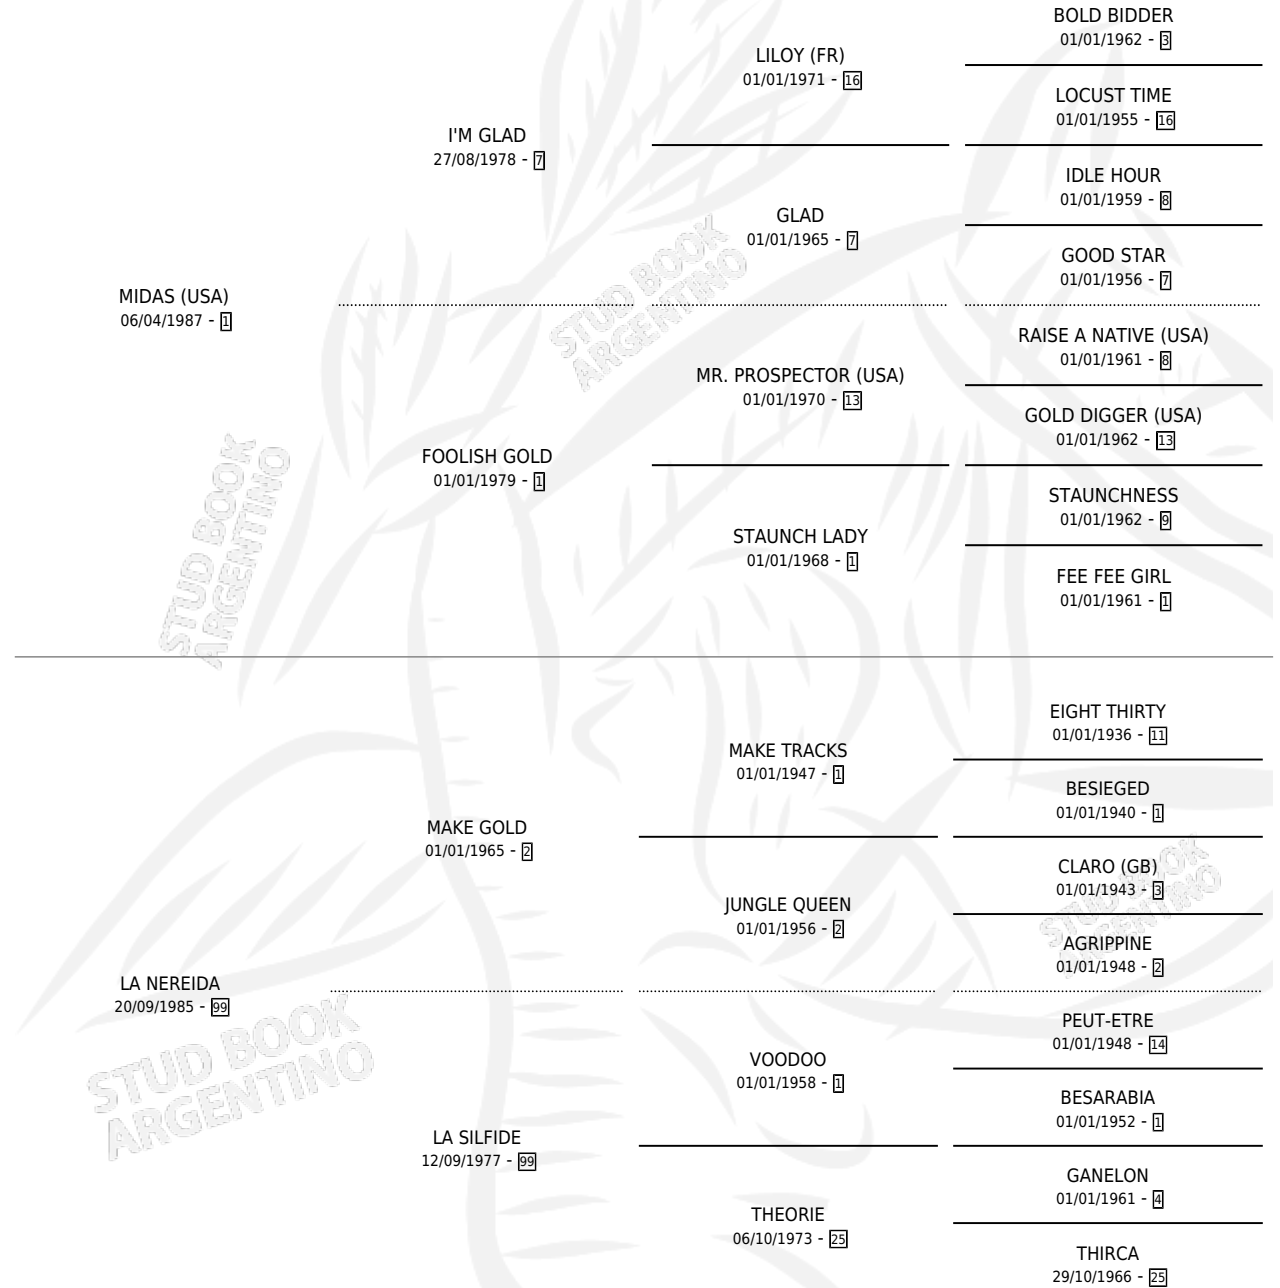 BOLD BIDDER
01/01/1962 - 3
LILOY (FR)
01/01/1971 - 16
LOCUST TIME
01/01/1955 - 16
I'M GLAD
27/08/1978 - 7
IDLE HOUR
01/01/1959 - 8
GLAD
01/01/1965 - 7
GOOD STAR
01/01/1956 - 7
MIDAS (USA)
06/04/1987 - 1
RAISE A NATIVE (USA)
01/01/1961 - 8
MR. PROSPECTOR (USA)
01/01/1970 - 13
GOLD DIGGER (USA)
01/01/1962 - 13
FOOLISH GOLD
01/01/1979 - 1
STAUNCHNESS
01/01/1962 - 9
STAUNCH LADY
01/01/1968 - 1
FEE FEE GIRL
01/01/1961 - 1
EIGHT THIRTY
01/01/1936 - 11
MAKE TRACKS
01/01/1947 - 1
BESIEGED
01/01/1940 - 1
MAKE GOLD
01/01/1965 - 2
CLARO (GB)
01/01/1943 - 3
JUNGLE QUEEN
01/01/1956 - 2
AGRIPPINE
01/01/1948 - 2
LA NEREIDA
20/09/1985 - 99
PEUT-ETRE
01/01/1948 - 14
VOODOO
01/01/1958 - 1
BESARABIA
01/01/1952 - 1
LA SILFIDE
12/09/1977 - 99
GANELON
01/01/1961 - 4
THEORIE
06/10/1973 - 25
THIRCA
29/10/1966 - 25
STUD BOOK
ARGENTINO
STUD BOOK
ARGENTINO
STUD BOOK
ARGENTINO
STUD BOOK
ARGENTINO